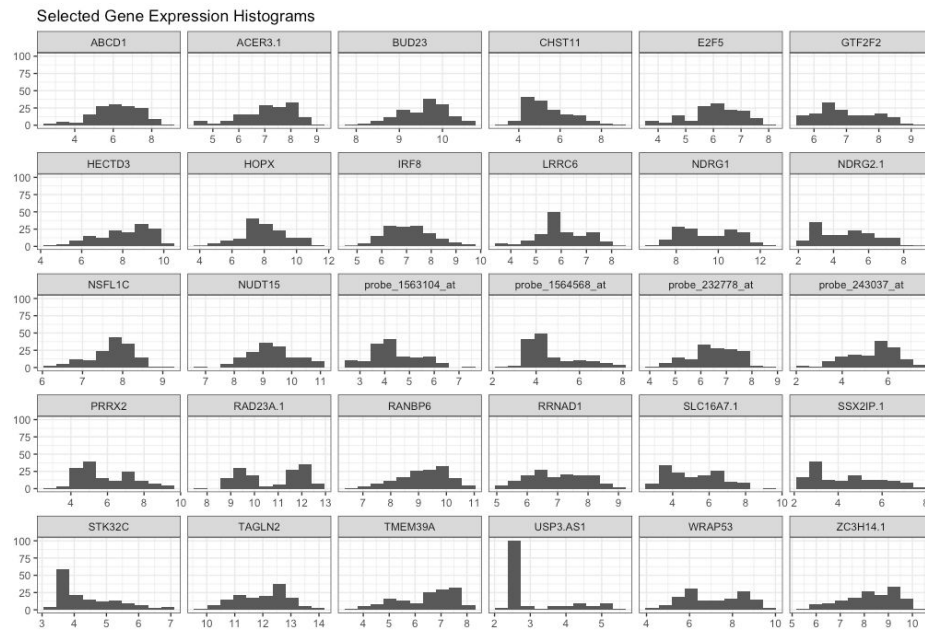 Selected Gene Expression Histograms
ABCD1 ACER3.1 BUD23 CHST11 E2F5 GTF2F2
100
75
50
25
0
4 6 8 5 6 7 8 9 8 9 10 4 6 8 4 5 6 7 8 6 7 8 9
HECTD3 HOPX IRF8 LRRC6 NDRG1 NDRG2.1
100
75
50
25
0
4 6 8 10 4 6 8 10 12 5 6 7 8 9 10 4 5 6 7 8 8 10 12 2 4 6 8
NSFL1C NUDT15 probe_1563104_at probe_1564568_at probe_232778_at probe_243037_at
100
75
50
25
0
6 7 8 9 7 8 9 10 11 3 4 5 6 7 2 4 6 8 4 5 6 7 8 9 2 4 6
PRRX2 RAD23A.1 RANBP6 RRNAD1 SLC16A7.1 SSX2IP.1
100
75
50
25
0
4 6 8 10 8 9 10 11 12 13 7 8 9 10 11 5 6 7 8 9 4 6 8 10 2 4 6 8
STK32C TAGLN2 TMEM39A USP3.AS1 WRAP53 ZC3H14.1
100
75
50
25
0
3 4 5 6 7 10 11 12 13 14 4 5 6 7 8 2 3 4 5 4 6 8 10 5 6 7 8 9 10